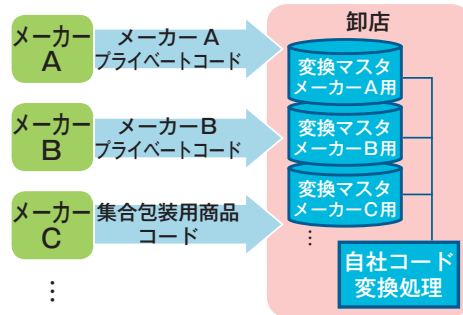 卸店
メーカー
A
メーカーA
プライベートコード
変換マスタ
メーカーA用
メーカー
B
メーカーB
プライベートコード
変換マスタ
メーカーB用
メーカー
C
集合包装用商品
コード
変換マスタ
メーカーC用
⋮
⋮
自社コード
変換処理